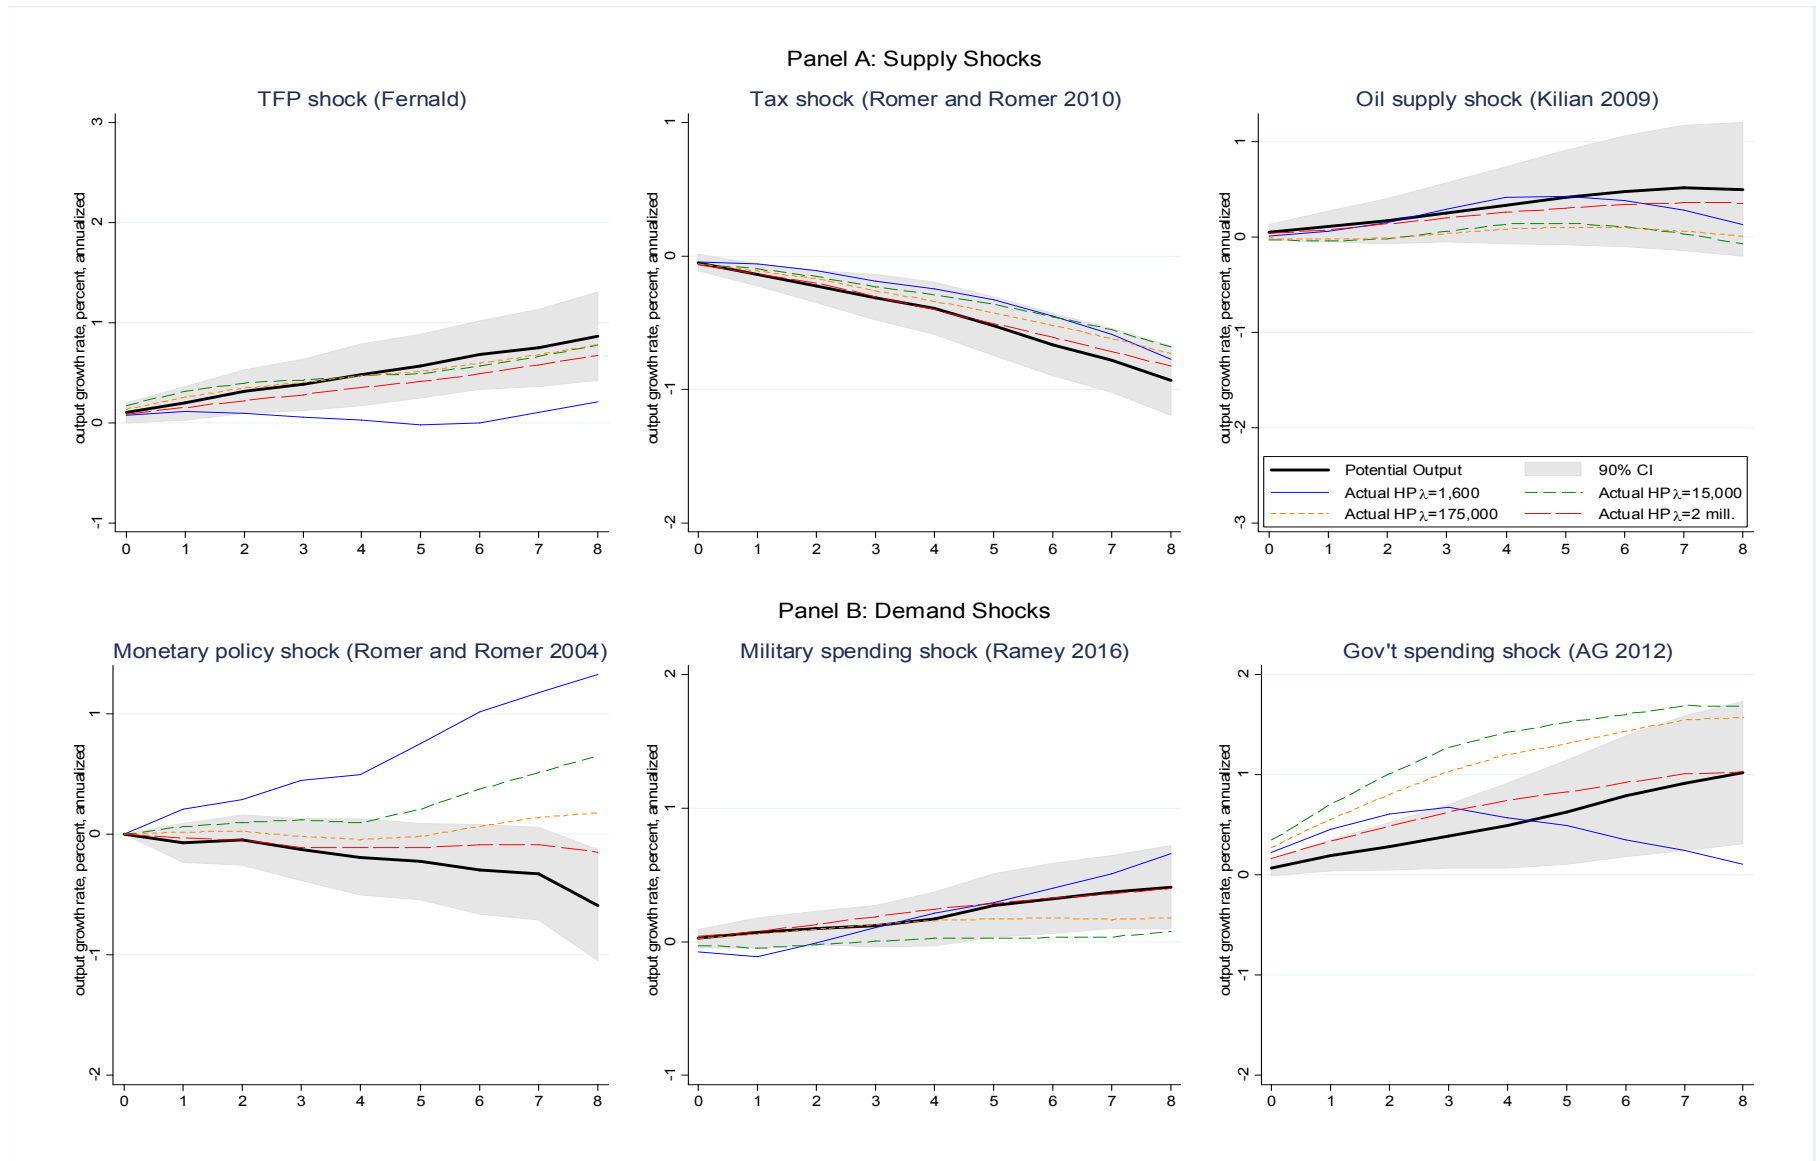 Panel A: Supply Shocks
TFP shock (Fernald)
output growth rate, percent, annualized
3
2
1
0
-1
0 1 2 3 4 5 6 7 8
Tax shock (Romer and Romer 2010)
output growth rate, percent, annualized
1
0
-1
-2
0 1 2 3 4 5 6 7 8
Oil supply shock (Kilian 2009)
output growth rate, percent, annualized
1
0
-1
-2
-3
Potential Output 90% CI
Actual HP λ=1,600 Actual HP λ=15,000
Actual HP λ=175,000 Actual HP λ=2 mill.
0 1 2 3 4 5 6 7 8
Panel B: Demand Shocks
Monetary policy shock (Romer and Romer 2004)
output growth rate, percent, annualized
1
0
-1
-2
0 1 2 3 4 5 6 7 8
Military spending shock (Ramey 2016)
output growth rate, percent, annualized
2
1
0
-1
0 1 2 3 4 5 6 7 8
Gov't spending shock (AG 2012)
output growth rate, percent, annualized
2
1
0
-1
-2
0 1 2 3 4 5 6 7 8